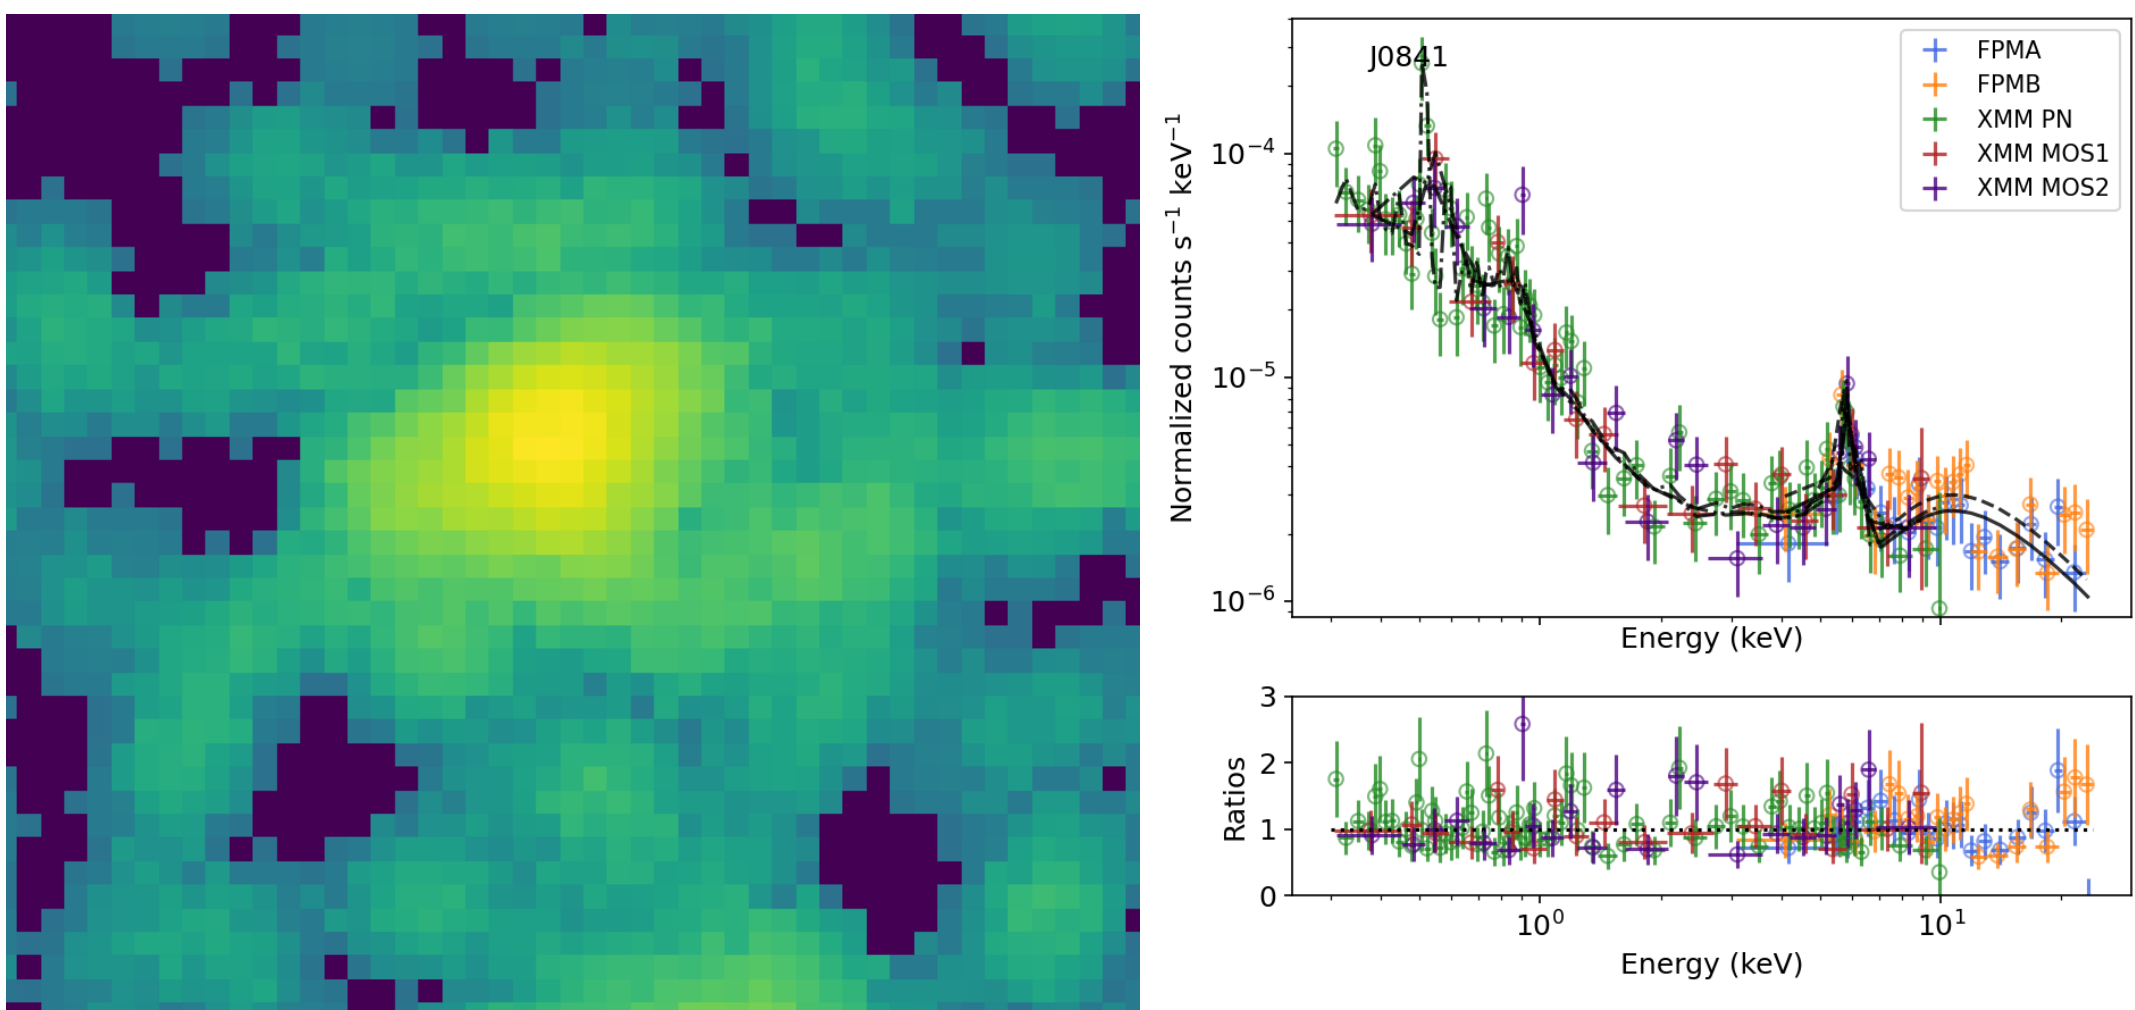 J0841
FPMA
FPMB
XMM PN
XMM MOS1
XMM MOS2
Normalized counts s⁻¹ keV⁻¹
10⁻⁴
10⁻⁵
10⁻⁶
Energy (keV)
Ratios
3
2
1
0
10⁰
10¹
Energy (keV)